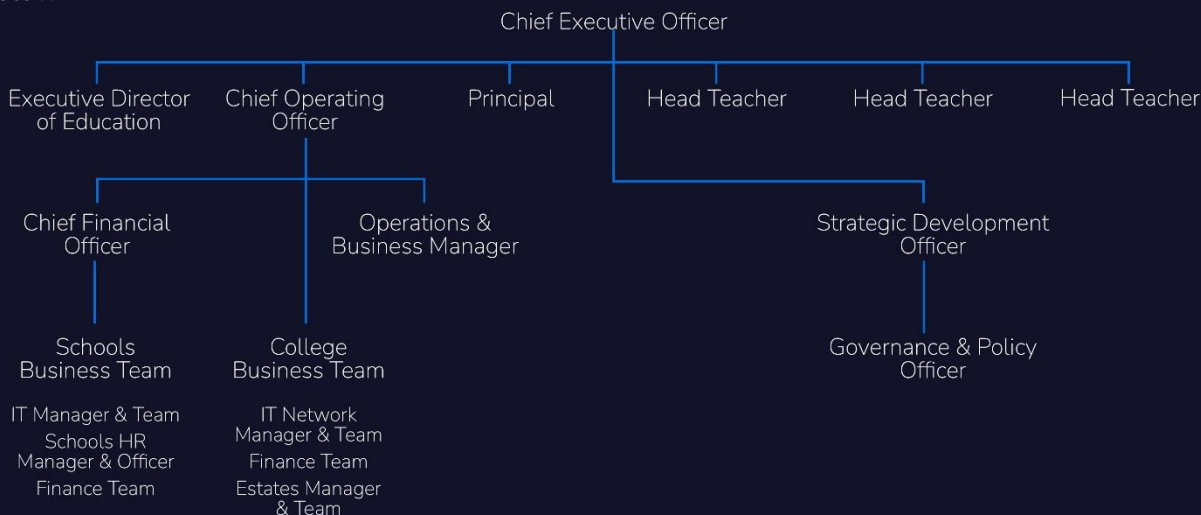 Chief Executive Officer
Executive Director
of Education
Chief Operating
Officer
Principal
Head Teacher
Head Teacher
Head Teacher
Chief Financial
Officer
Operations &
Business Manager
Strategic Development
Officer
Schools
Business Team
College
Business Team
Governance & Policy
Officer
IT Manager & Team
Schools HR
Manager & Officer
Finance Team
IT Network
Manager & Team
Finance Team
Estates Manager
& Team